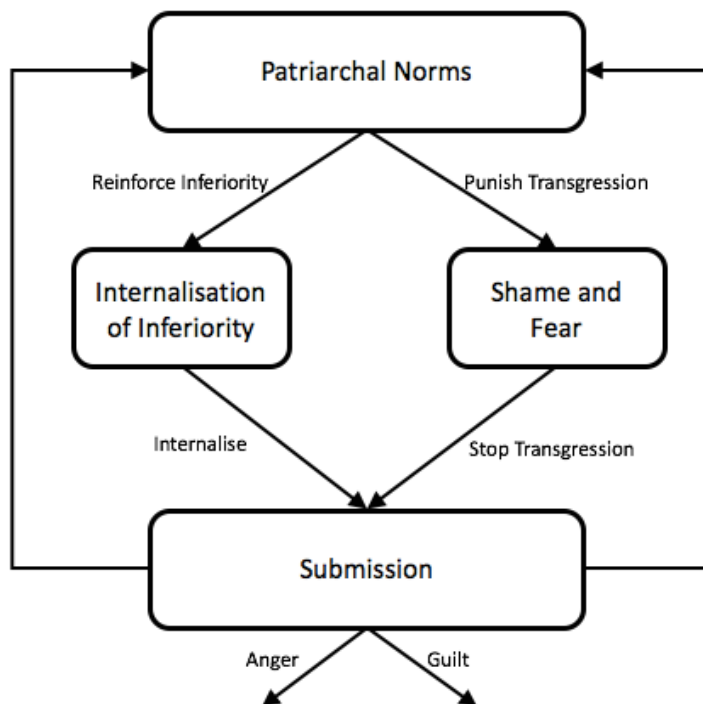 Patriarchal Norms
Reinforce Inferiority
Punish Transgression
Internalisation
of Inferiority
Shame and
Fear
Internalise
Stop Transgression
Submission
Anger
Guilt